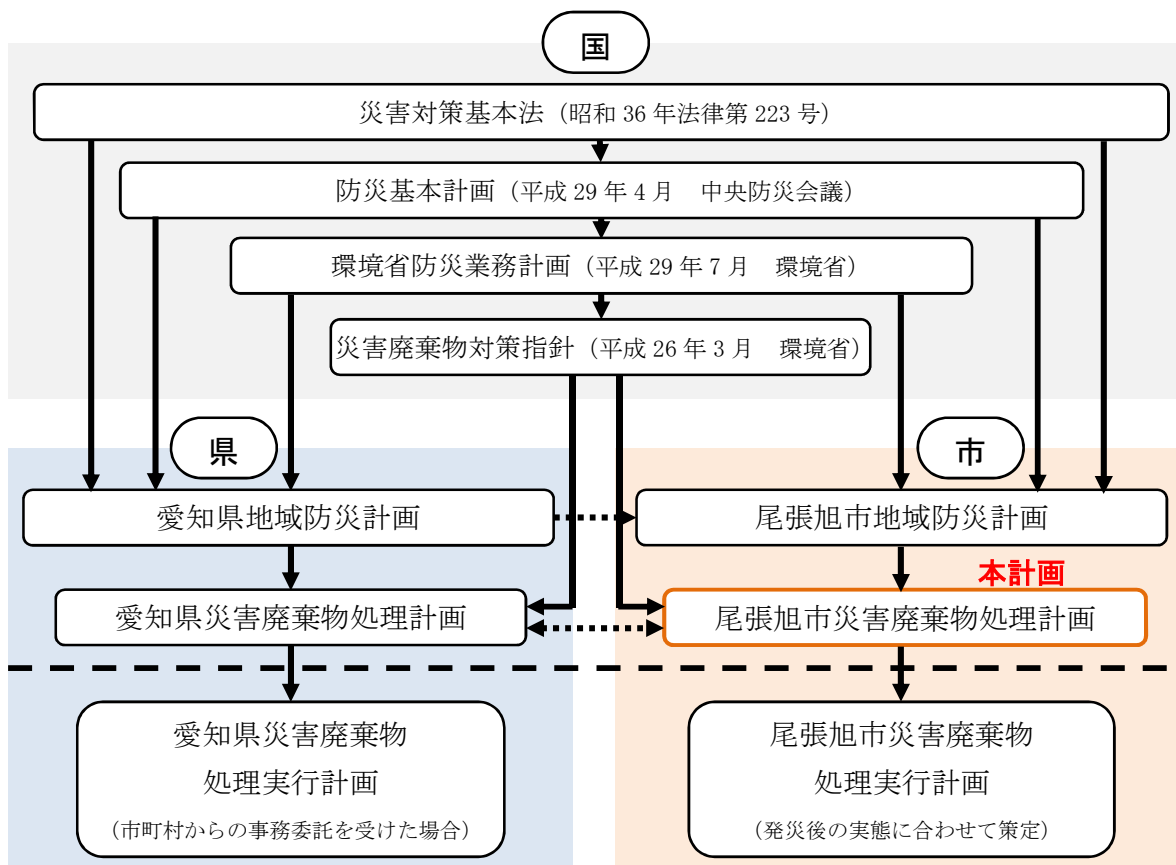 国
災害対策基本法（昭和 36 年法律第 223 号）
防災基本計画（平成 29 年 4 月　中央防災会議）
環境省防災業務計画（平成 29 年 7 月　環境省）
災害廃棄物対策指針（平成 26 年 3 月　環境省）
県
市
愛知県地域防災計画
尾張旭市地域防災計画
本計画
愛知県災害廃棄物処理計画
尾張旭市災害廃棄物処理計画
愛知県災害廃棄物
処理実行計画
（市町村からの事務委託を受けた場合）
尾張旭市災害廃棄物
処理実行計画
（発災後の実態に合わせて策定）